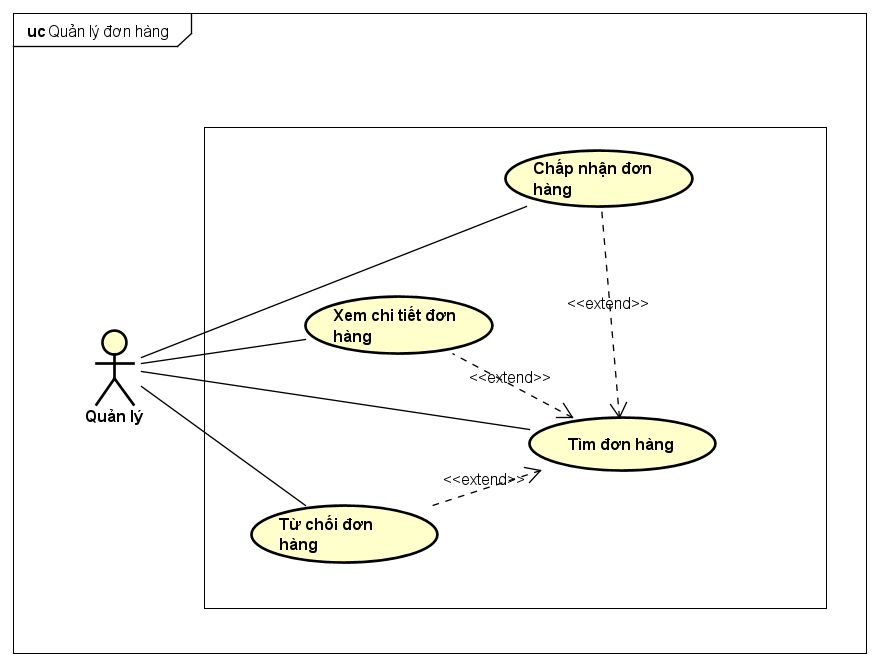 uc Quản lý đơn hàng
Chấp nhận đơn
hàng
<<extend>>
Xem chi tiết đơn
hàng
<<extend>>
Quản lý
Tìm đơn hàng
<<extend>>
Từ chối đơn
hàng